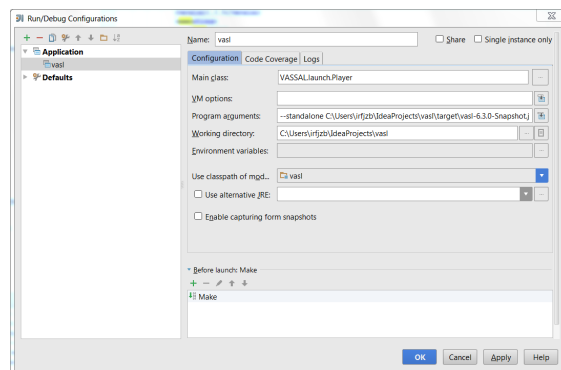 Run/Debug Configurations
Application
vasl
Defaults
Name: vasl
Share
Single instance only
Configuration Code Coverage Logs
Main class: VASSAL.launch.Player
VM options:
Program arguments: --standalone C:\Users\irfjzb\IdeaProjects\vasl\target\vasl-6.3.0-Snapshot.j
Working directory: C:\Users\irfjzb\IdeaProjects\vasl
Environment variables:
Use classpath of mod... vasl
Use alternative JRE:
Enable capturing form snapshots
Before launch: Make
Make
OK Cancel Apply Help